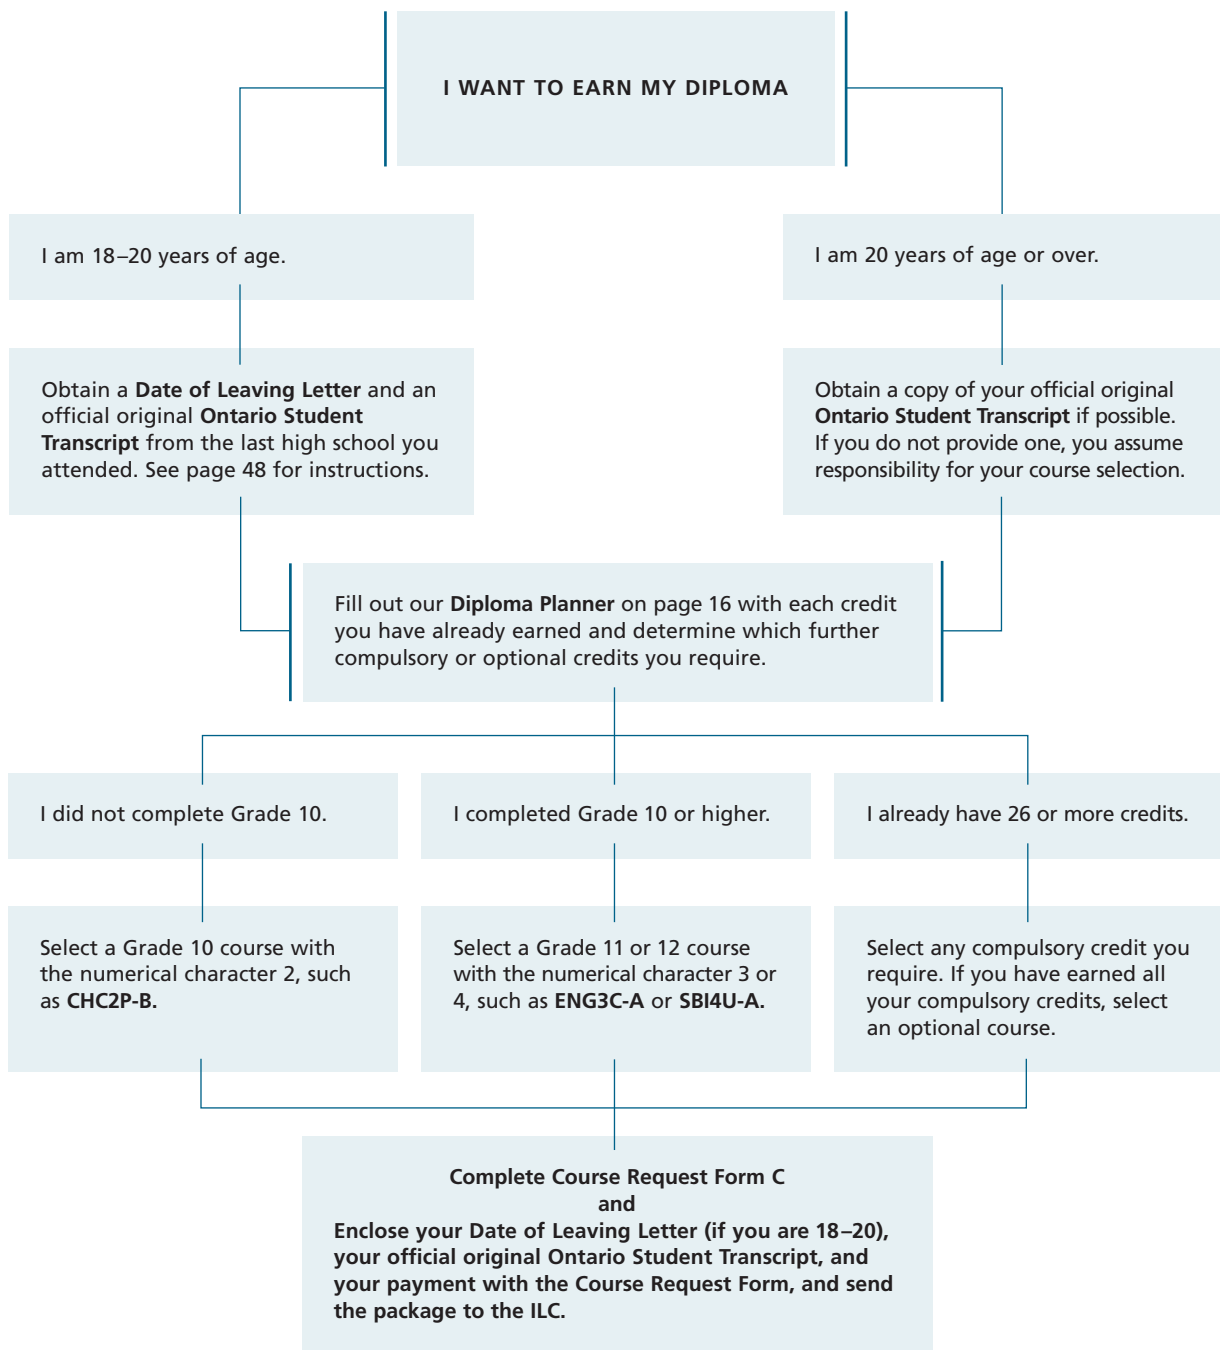 I WANT TO EARN MY DIPLOMA
I am 18–20 years of age.
I am 20 years of age or over.
Obtain a Date of Leaving Letter and an
official original Ontario Student
Transcript from the last high school you
attended. See page 48 for instructions.
Obtain a copy of your official original
Ontario Student Transcript if possible.
If you do not provide one, you assume
responsibility for your course selection.
Fill out our Diploma Planner on page 16 with each credit
you have already earned and determine which further
compulsory or optional credits you require.
I did not complete Grade 10.
I completed Grade 10 or higher.
I already have 26 or more credits.
Select a Grade 10 course with
the numerical character 2, such
as CHC2P-B.
Select a Grade 11 or 12 course
with the numerical character 3 or
4, such as ENG3C-A or SBI4U-A.
Select any compulsory credit you
require. If you have earned all
your compulsory credits, select
an optional course.
Complete Course Request Form C
and
Enclose your Date of Leaving Letter (if you are 18–20),
your official original Ontario Student Transcript, and
your payment with the Course Request Form, and send
the package to the ILC.